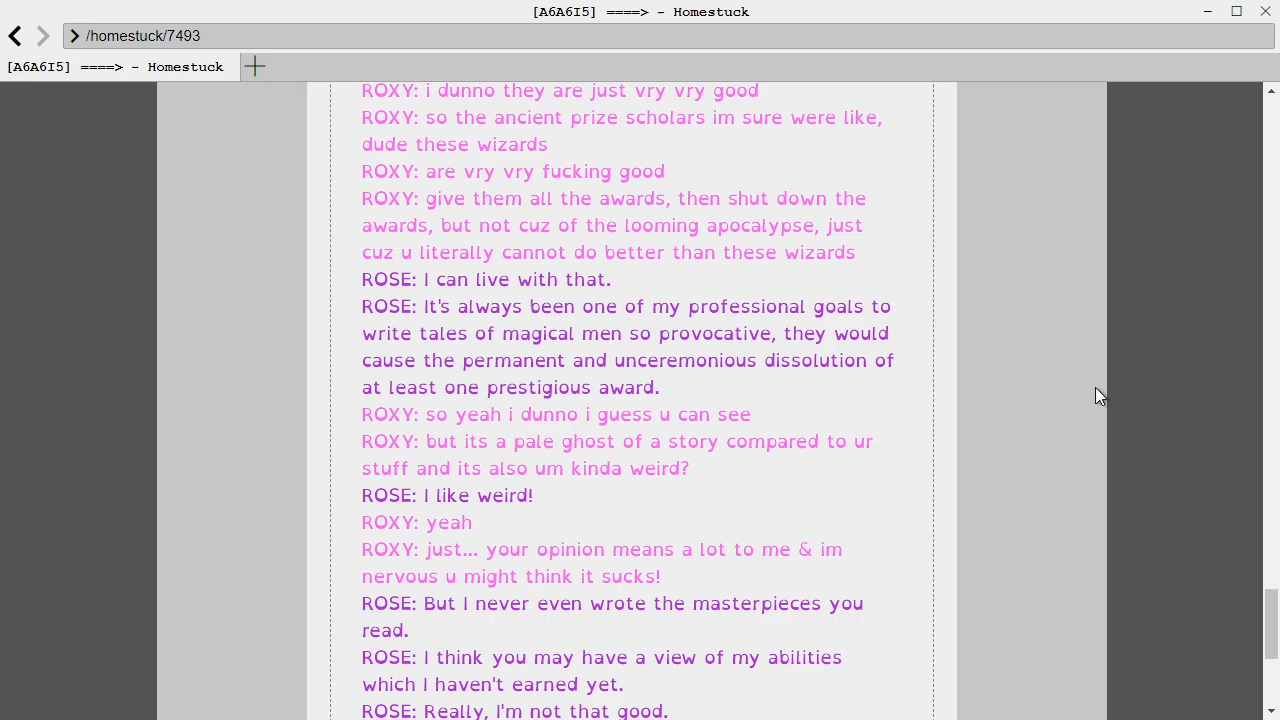 [A6A6I5] ====> - Homestuck
/homestuck/7493
[A6A6I5] ====> - Homestuck
ROXY: i dunno they are just vry vry good
ROXY: so the ancient prize scholars im sure were like,
dude these wizards
ROXY: are vry vry fucking good
ROXY: give them all the awards, then shut down the
awards, but not cuz of the looming apocalypse, just
cuz u literally cannot do better than these wizards
ROSE: I can live with that.
ROSE: It's always been one of my professional goals to
write tales of magical men so provocative, they would
cause the permanent and unceremonious dissolution of
at least one prestigious award.
ROXY: so yeah i dunno i guess u can see
ROXY: but its a pale ghost of a story compared to ur
stuff and its also um kinda weird?
ROSE: I like weird!
ROXY: yeah
ROXY: just... your opinion means a lot to me & im
nervous u might think it sucks!
ROSE: But I never even wrote the masterpieces you
read.
ROSE: I think you may have a view of my abilities
which I haven't earned yet.
ROSE: Really, I'm not that good.